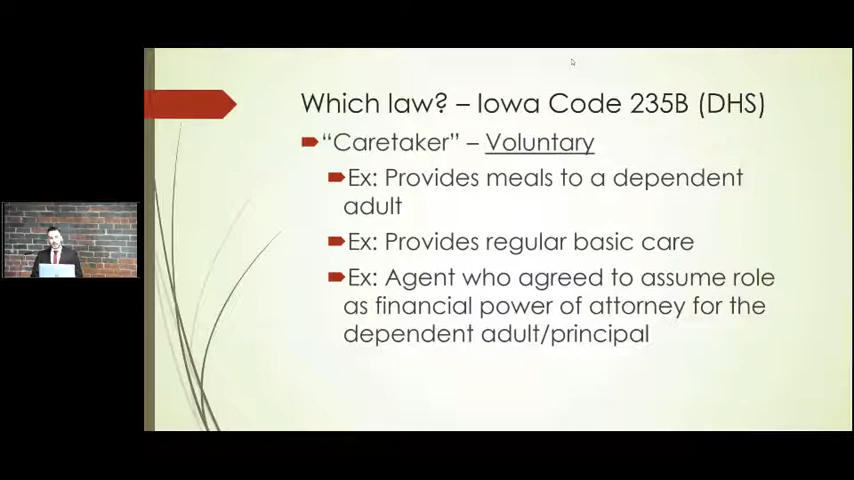 Which law? – Iowa Code 235B (DHS)
“Caretaker” – Voluntary
Ex: Provides meals to a dependent
adult
Ex: Provides regular basic care
Ex: Agent who agreed to assume role
as financial power of attorney for the
dependent adult/principal